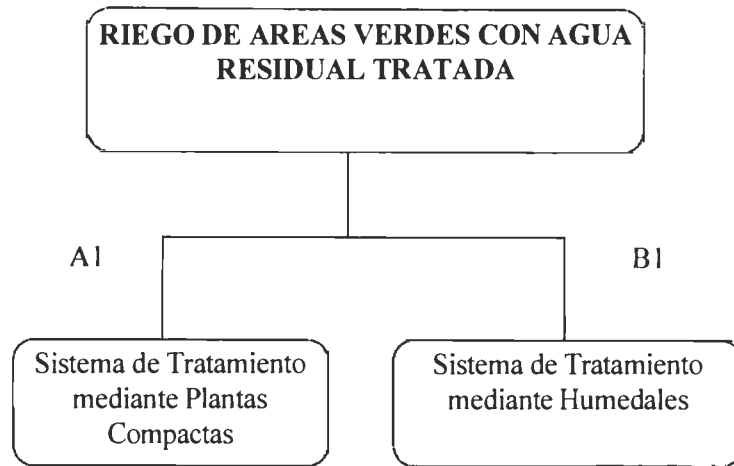 RIEGO DE AREAS VERDES CON AGUA
RESIDUAL TRATADA
A1
B1
Sistema de Tratamiento
mediante Plantas
Compactas
Sistema de Tratamiento
mediante Humedales